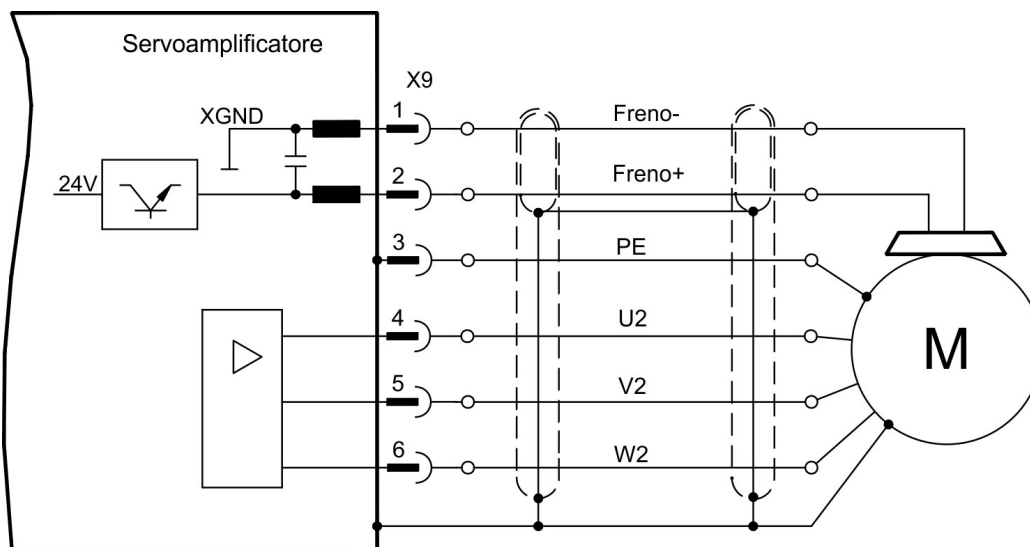 Servoamplificatore
X9
XGND
1
Freno-
24V
2
Freno+
3
PE
4
U2
5
V2
6
W2
M